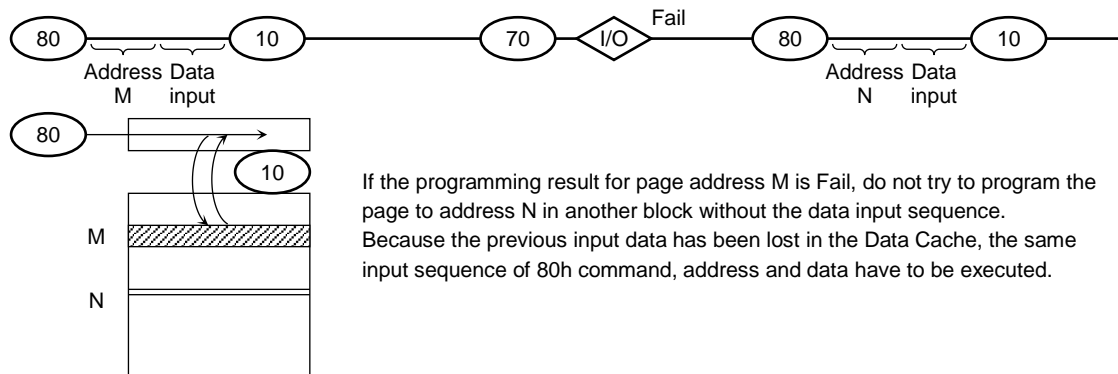 Fail
80 10 70 I/O 80 10
Address Data Address Data
M input N input
80
10
If the programming result for page address M is Fail, do not try to program the
page to address N in another block without the data input sequence.
Because the previous input data has been lost in the Data Cache, the same
input sequence of 80h command, address and data have to be executed.
M
N